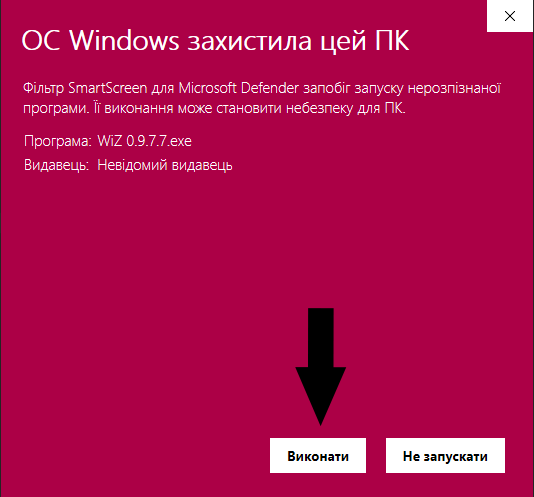 ОС Windows захистила цей ПК
Фільтр SmartScreen для Microsoft Defender запобіг запуску нерозпізнаної
програми. Її виконання може становити небезпеку для ПК.
Програма: WiZ 0.9.7.7.exe
Видавець: Невідомий видавець
Виконати
Не запускати